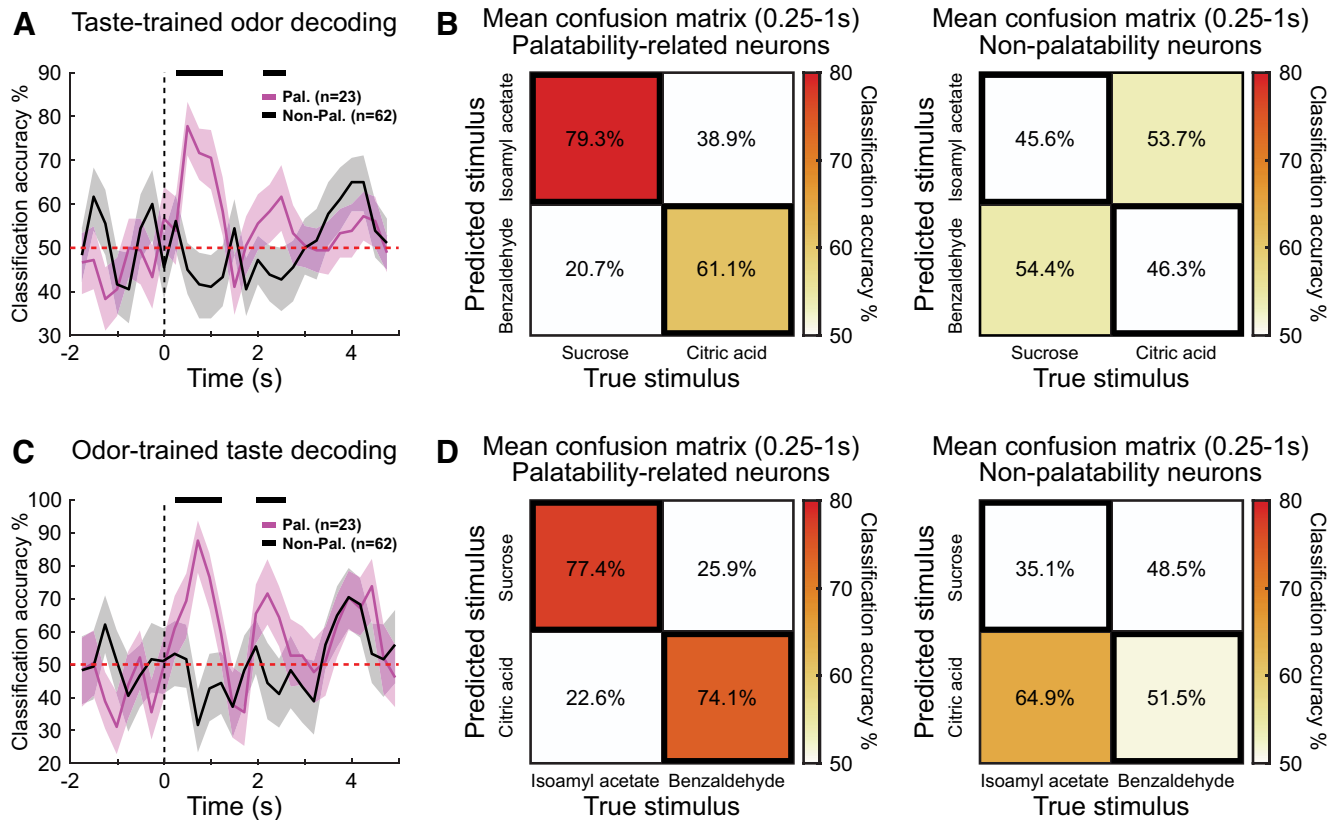 A Taste-trained odor decoding
90
80
70
60
50
40
30
Classification accuracy %
Pal. (n=23)
Non-Pal. (n=62)
-2
0
2
4
Time (s)
B Mean confusion matrix (0.25-1s)
Palatability-related neurons
Predicted stimulus
Isoamyl acetate
Benzaldehyde
79.3% 38.9%
20.7% 61.1%
Sucrose Citric acid
True stimulus
80
70
60
50
Classification accuracy %
Mean confusion matrix (0.25-1s)
Non-palatability neurons
Predicted stimulus
Isoamyl acetate
Benzaldehyde
45.6% 53.7%
54.4% 46.3%
Sucrose Citric acid
True stimulus
80
70
60
50
Classification accuracy %
C Odor-trained taste decoding
100
90
80
70
60
50
40
30
20
Classification accuracy %
Pal. (n=23)
Non-Pal. (n=62)
-2
0
2
4
Time (s)
D Mean confusion matrix (0.25-1s)
Palatability-related neurons
Predicted stimulus
Sucrose
Citric acid
77.4% 25.9%
22.6% 74.1%
Isoamyl acetate Benzaldehyde
True stimulus
80
70
60
50
Classification accuracy %
Mean confusion matrix (0.25-1s)
Non-palatability neurons
Predicted stimulus
Sucrose
Citric acid
35.1% 48.5%
64.9% 51.5%
Isoamyl acetate Benzaldehyde
True stimulus
80
70
60
50
Classification accuracy %